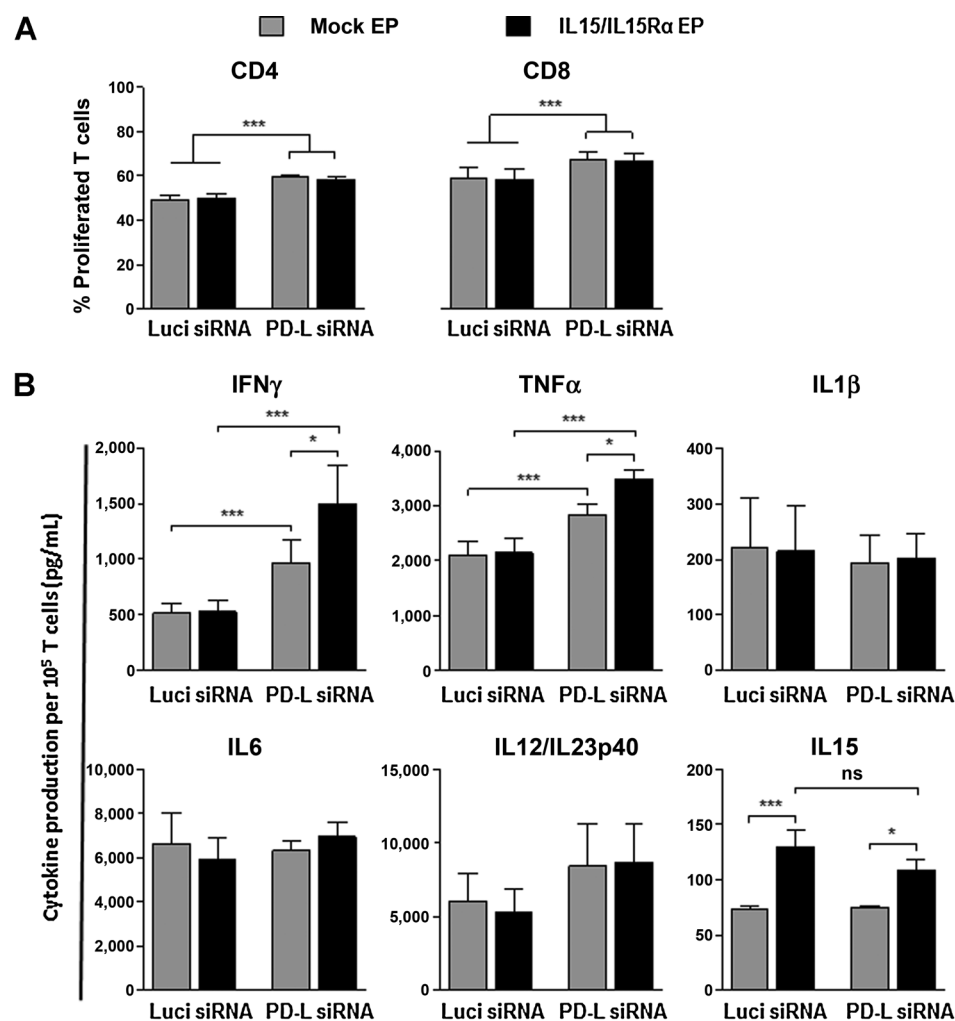 A
Mock EP
IL15/IL15Rα EP
CD4
CD8
% Proliferated T cells
100
80
60
40
20
0
***
***
Luci siRNA
PD-L siRNA
Luci siRNA
PD-L siRNA
B
Cytokine production per 10⁵ T cells (pg/mL)
IFNγ
2,000
1,500
1,000
500
0
***
*
***
Luci siRNA
PD-L siRNA
TNFα
4,000
3,000
2,000
1,000
0
***
*
***
Luci siRNA
PD-L siRNA
IL1β
400
300
200
100
0
Luci siRNA
PD-L siRNA
IL6
10,000
8,000
6,000
4,000
2,000
0
Luci siRNA
PD-L siRNA
IL12/IL23p40
15,000
10,000
5,000
0
Luci siRNA
PD-L siRNA
IL15
200
150
100
50
0
ns
***
*
Luci siRNA
PD-L siRNA